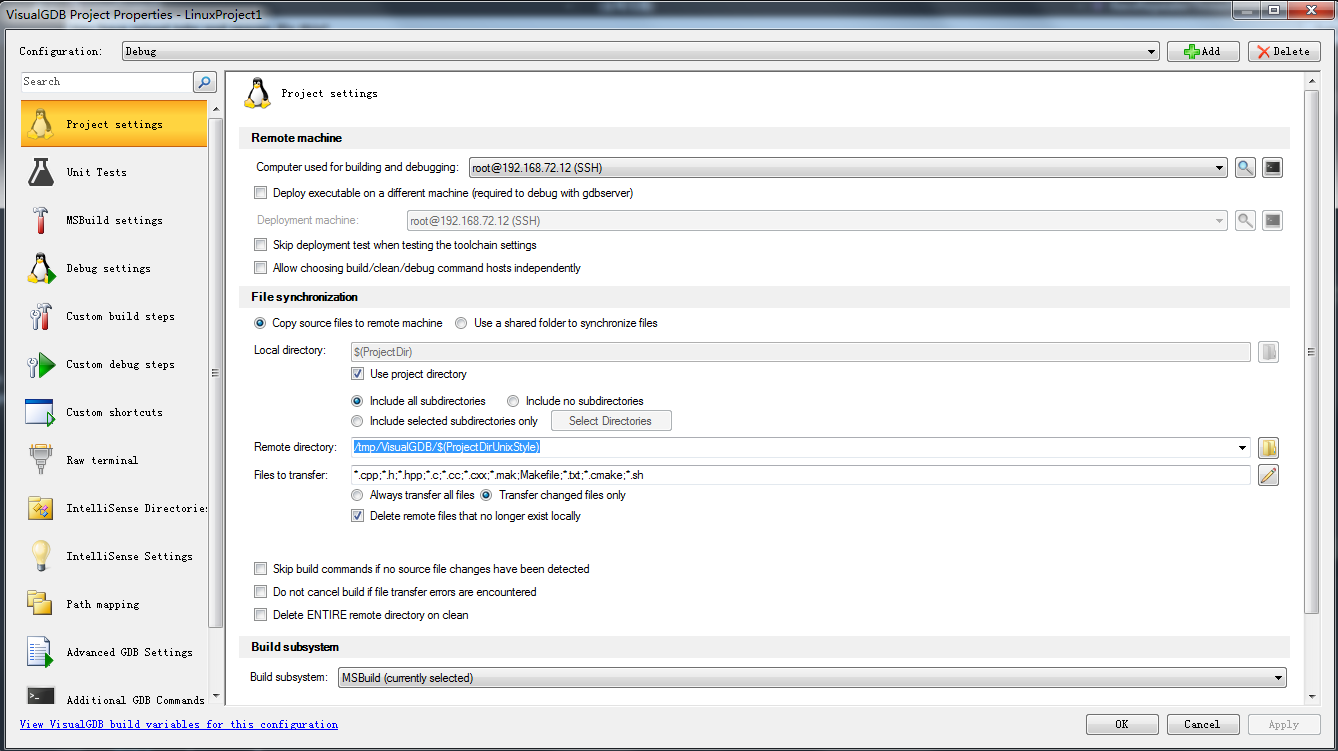 VisualGDB Project Properties - LinuxProject1
Configuration: Debug Add Delete
Search
Project settings
Unit Tests
MSBuild settings
Debug settings
Custom build steps
Custom debug steps
Custom shortcuts
Raw terminal
IntelliSense Directories
IntelliSense Settings
Path mapping
Advanced GDB Settings
Additional GDB Commands
Project settings
Remote machine
Computer used for building and debugging: root@192.168.72.12 (SSH)
Deploy executable on a different machine (required to debug with gdbserver)
Deployment machine: root@192.168.72.12 (SSH)
Skip deployment test when testing the toolchain settings
Allow choosing build/clean/debug command hosts independently
File synchronization
Copy source files to remote machine Use a shared folder to synchronize files
Local directory: $(ProjectDir)
Use project directory
Include all subdirectories Include no subdirectories
Include selected subdirectories only Select Directories
Remote directory: /tmp/VisualGDB/$(ProjectDirUnixStyle)
Files to transfer: *.cpp;*.h;*.hpp;*.c;*.cc;*.cxx;*.mak;Makefile;*.txt;*.cmake;*.sh
Always transfer all files Transfer changed files only
Delete remote files that no longer exist locally
Skip build commands if no source file changes have been detected
Do not cancel build if file transfer errors are encountered
Delete ENTIRE remote directory on clean
Build subsystem
Build subsystem: MSBuild (currently selected)
View VisualGDB build variables for this configuration
OK Cancel Apply